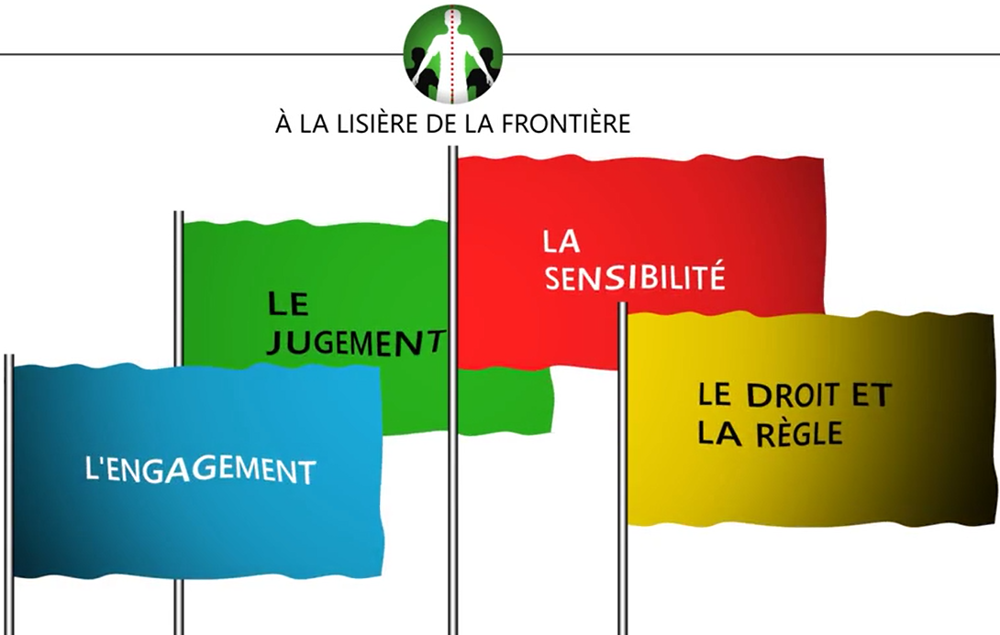 À LA LISIÈRE DE LA FRONTIÈRE
LA
SENSIBILITÉ
LE
JUGEMENT
LE DROIT ET
LA RÈGLE
L'ENGAGEMENT